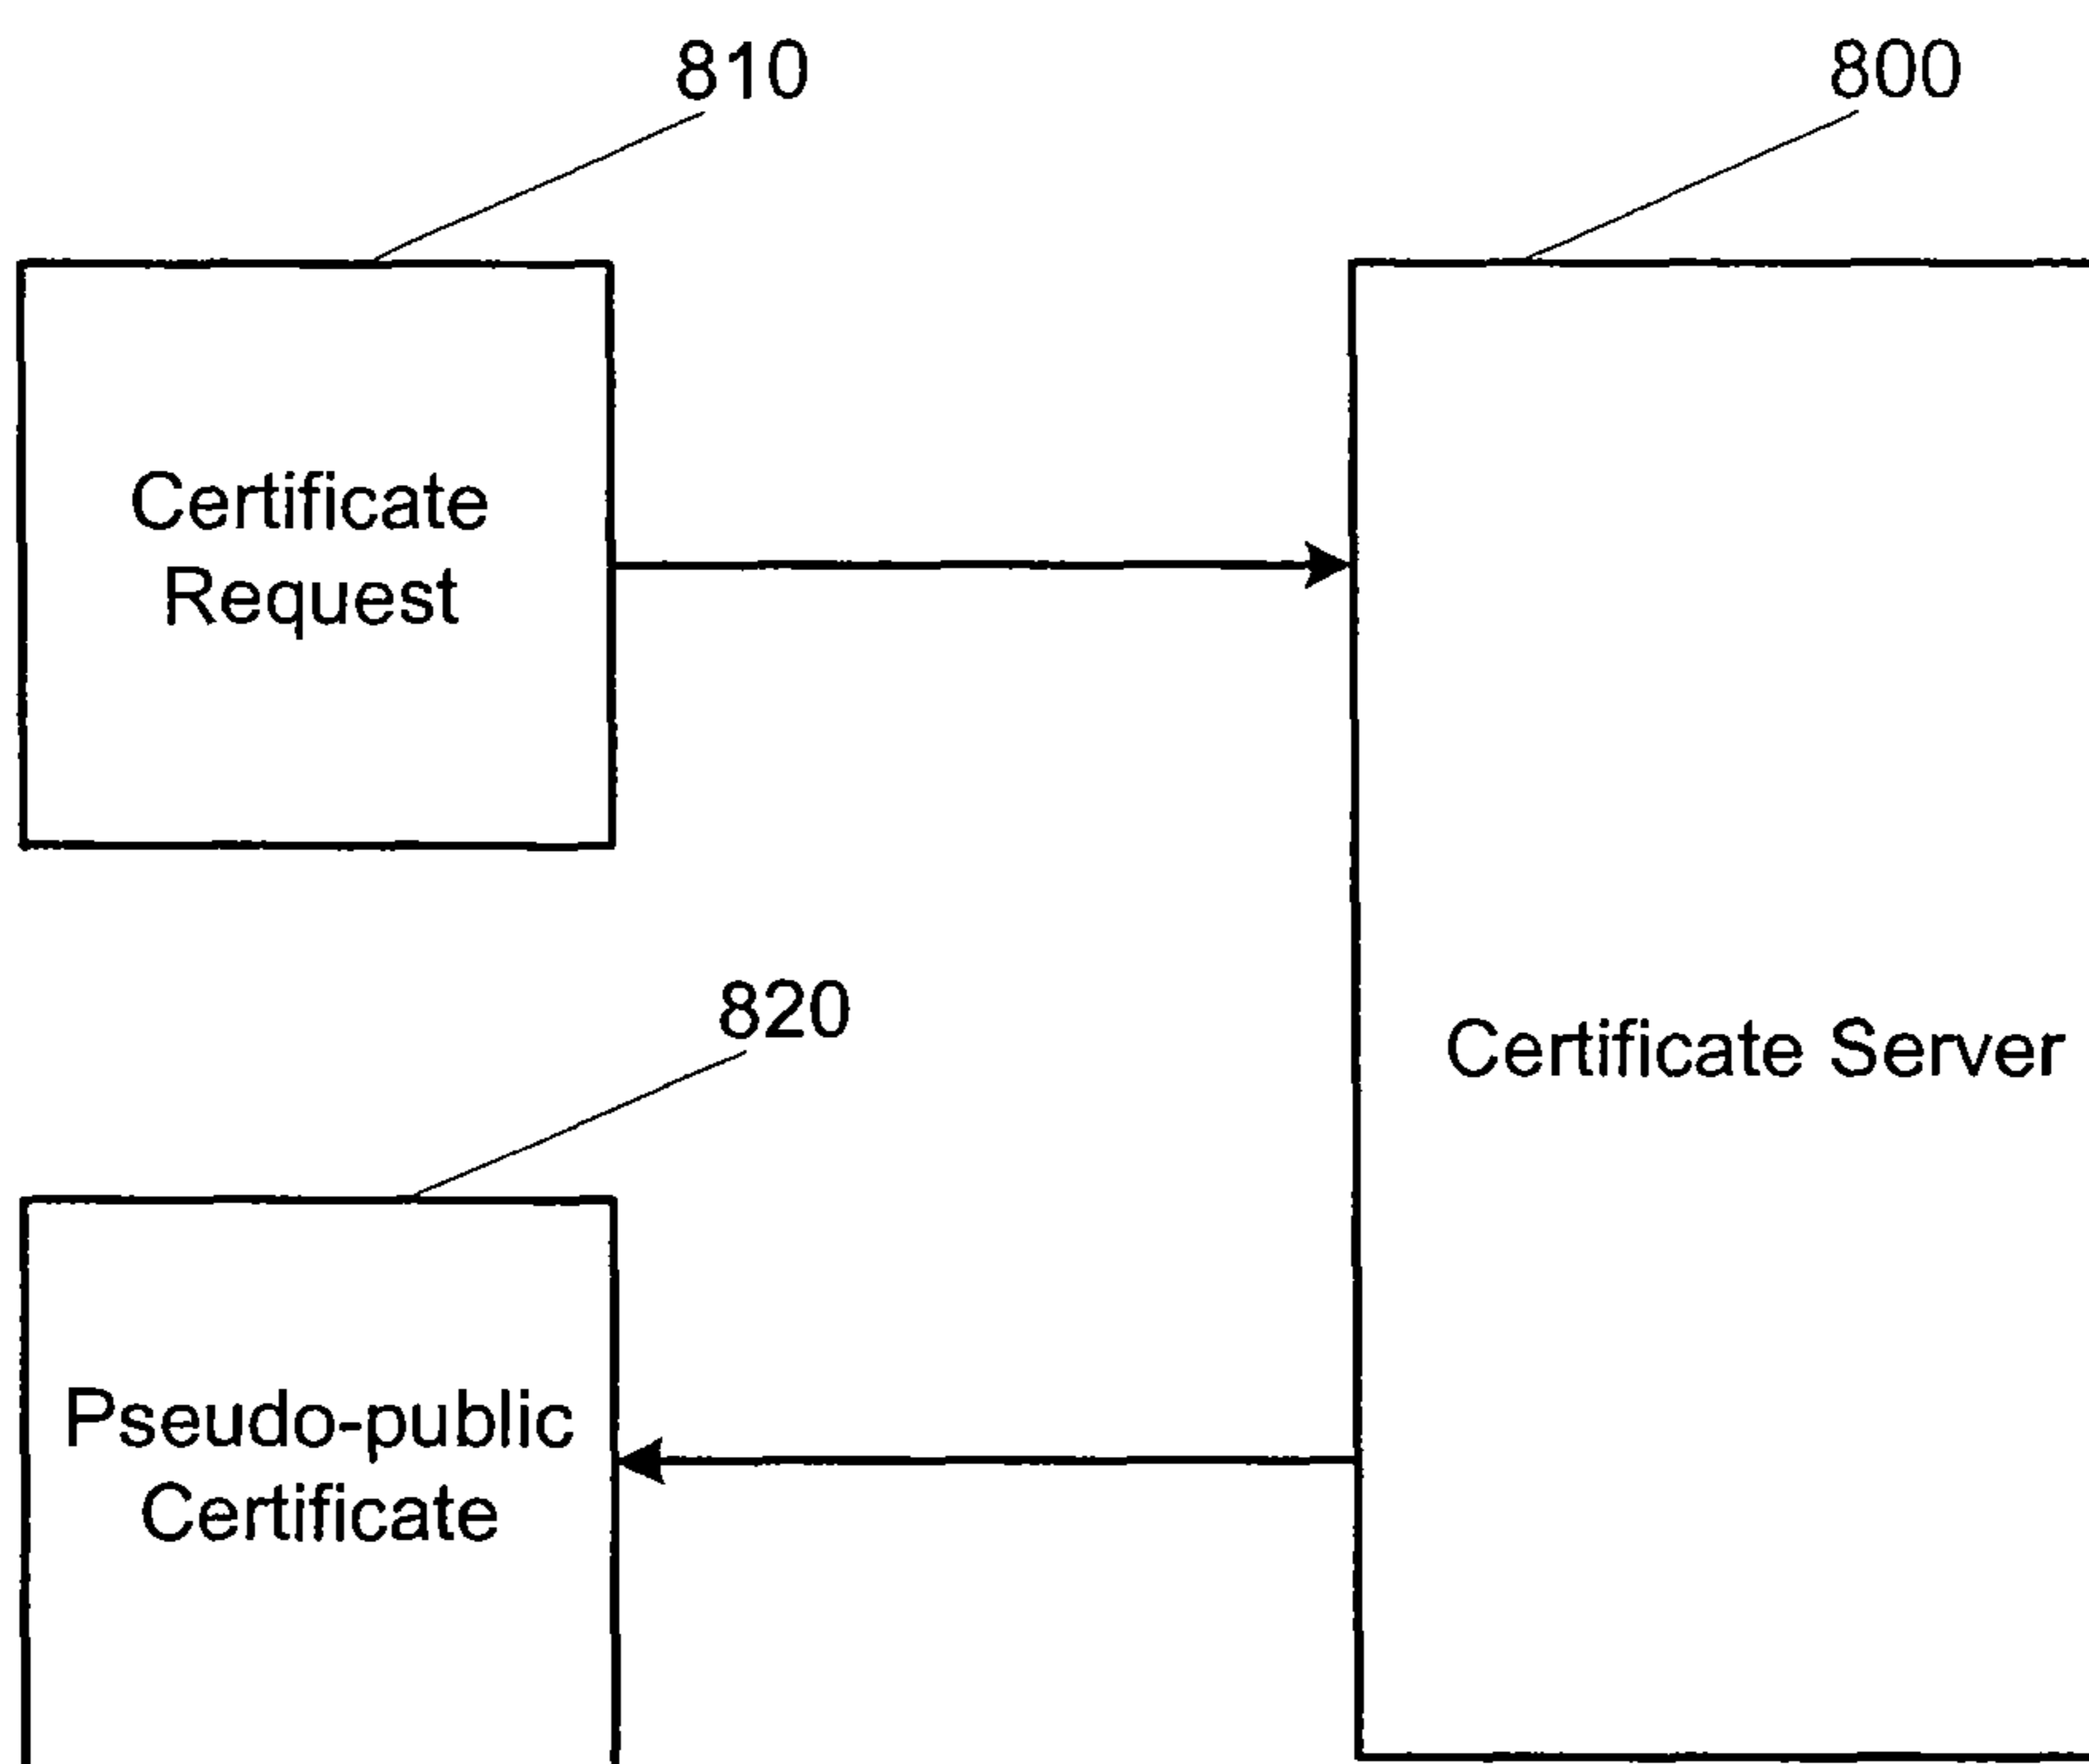 810
800
Certificate
Request
820
Certificate Server
Pseudo-public
Certificate